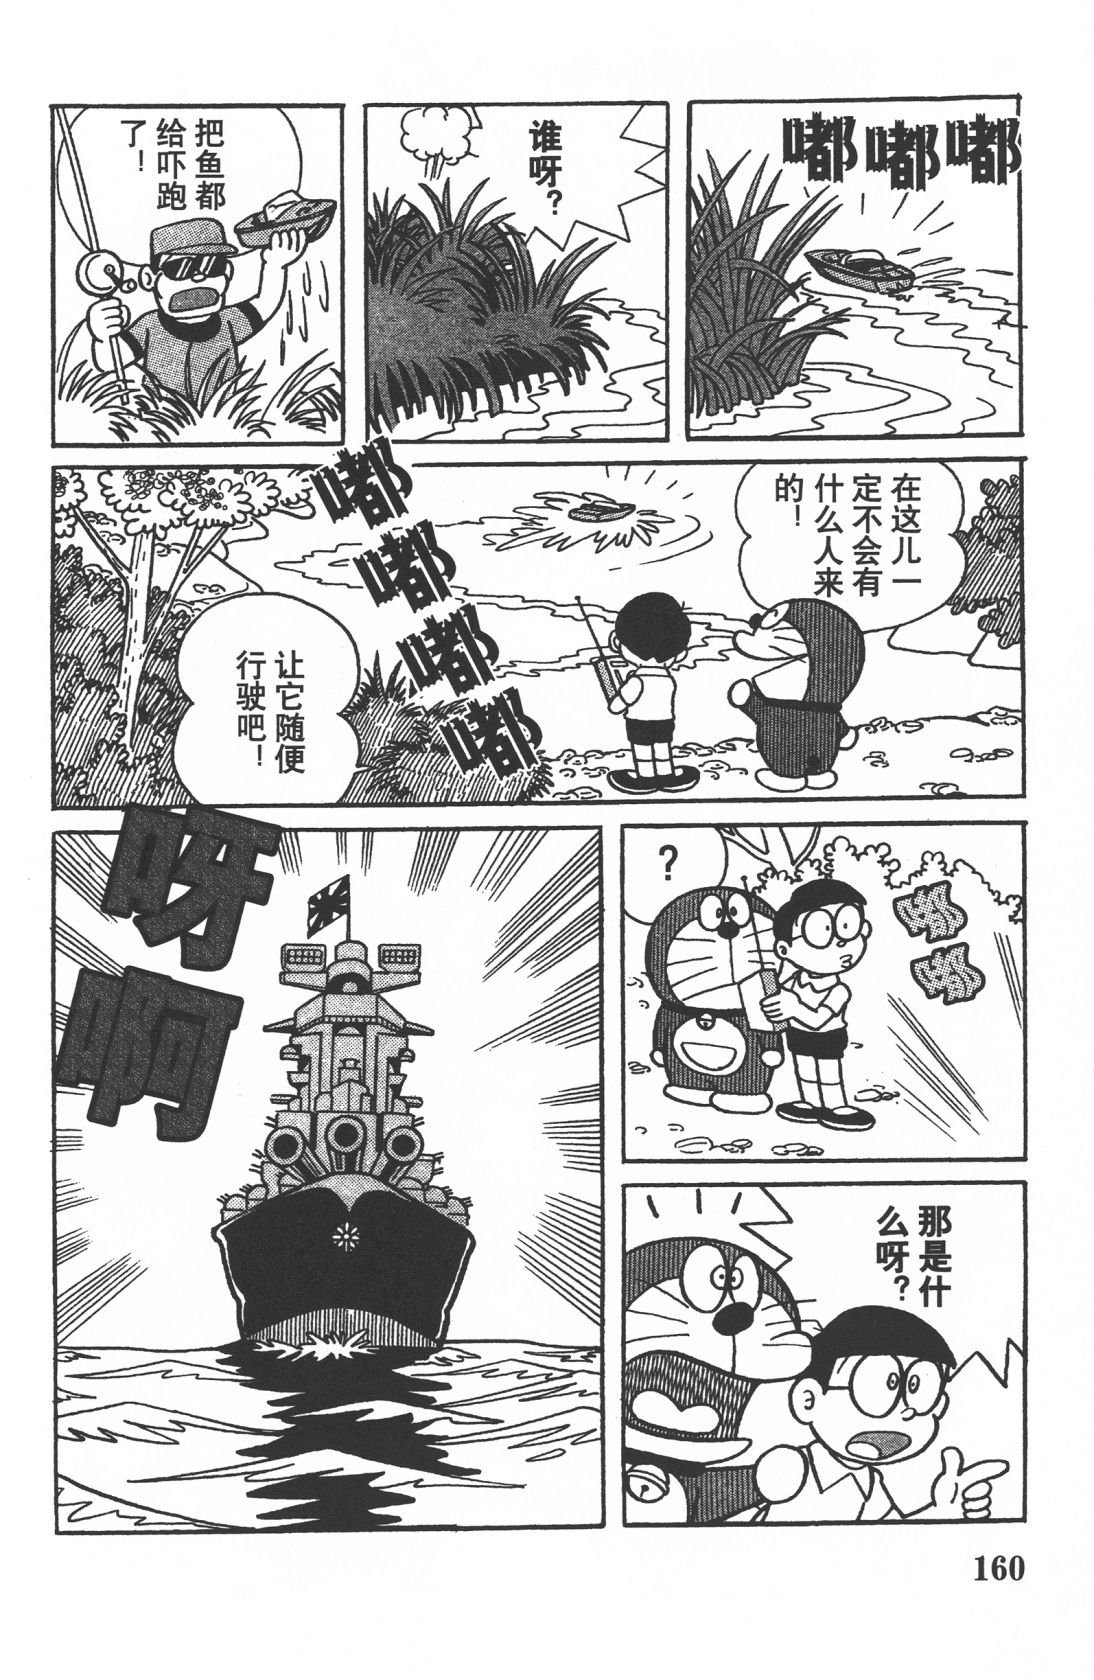 嘟嘟嘟
谁呀？
把鱼都
给吓跑
了！
在这儿一
定不会有
什么人来
的！
嘟嘟嘟嘟
让它随便
行驶吧！
嘟嘟
？
那是什
么呀？
呀啊
160